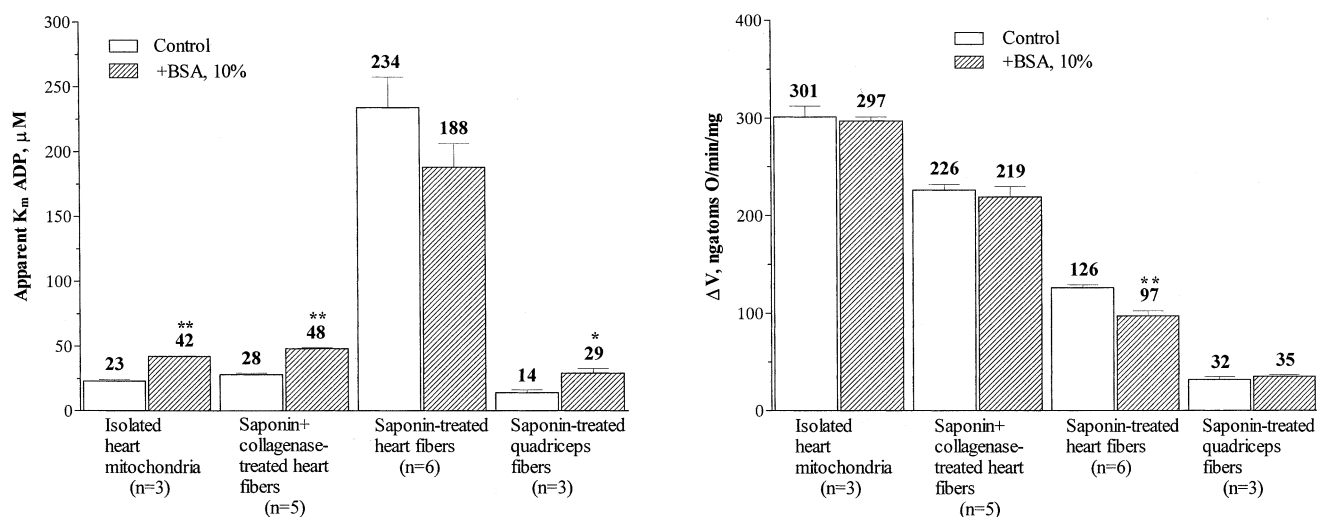 Apparent Km ADP, μM
300
250
200
150
100
50
0
Control
+BSA, 10%
23
**
42
28
**
48
234
188
14
*
29
Isolated
heart
mitochondria
(n=3)
Saponin+
collagenase-
treated heart
fibers
(n=5)
Saponin-treated
heart fibers
(n=6)
Saponin-treated
quadriceps
fibers
(n=3)
Δ V, ngatoms O/min/mg
400
300
200
100
0
Control
+BSA, 10%
301
297
226
219
126
**
97
32
35
Isolated
heart
mitochondria
(n=3)
Saponin+
collagenase-
treated heart
fibers
(n=5)
Saponin-treated
heart fibers
(n=6)
Saponin-treated
quadriceps
fibers
(n=3)